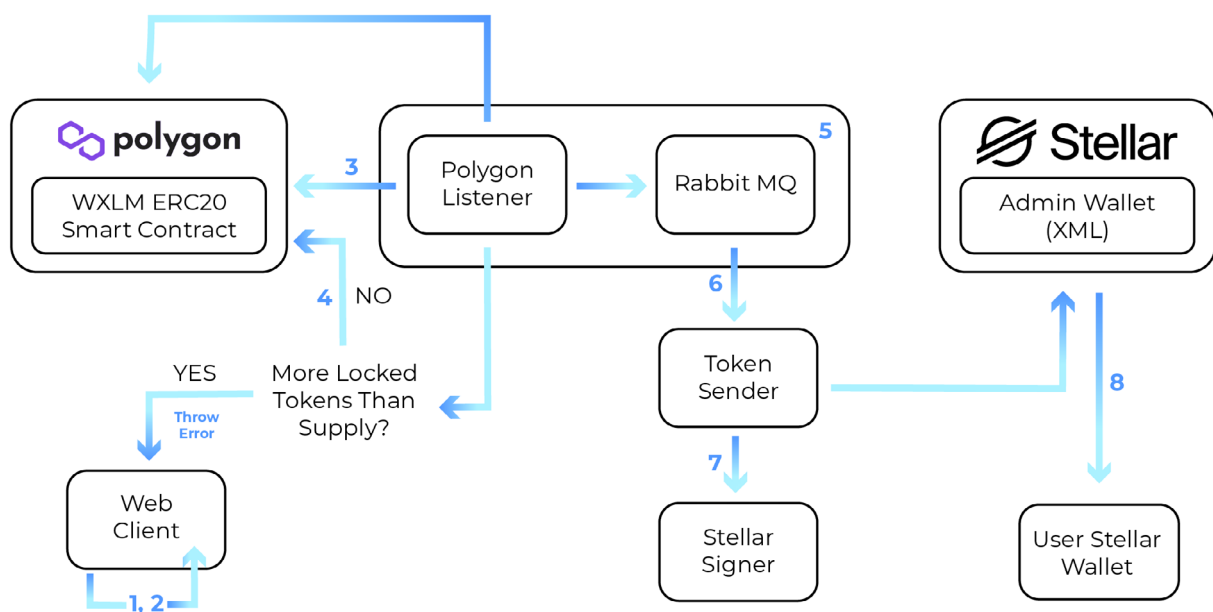 polygon
WXLM ERC20
Smart Contract
3
Polygon
Listener
Rabbit MQ
5
Stellar
Admin Wallet
(XML)
4
NO
6
YES
Throw
Error
More Locked
Tokens Than
Supply?
Token
Sender
8
7
Web
Client
1, 2
Stellar
Signer
User Stellar
Wallet